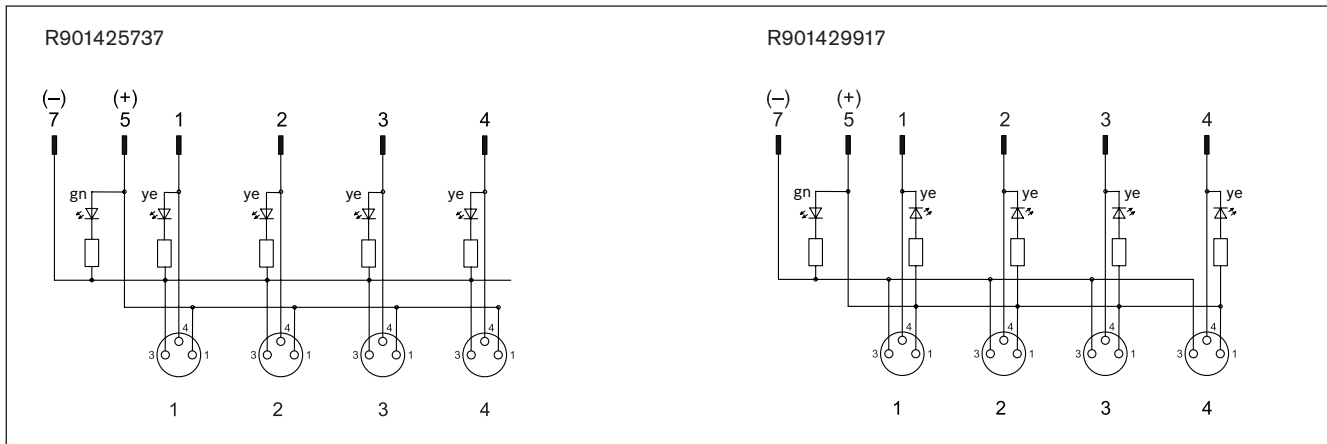 R901425737
R901429917
(–) (+)
7 5 1 2 3 4
gn ye ye ye ye
4 4 4 4
3 1 3 1 3 1 3 1
1 2 3 4
(–) (+)
7 5 1 2 3 4
gn ye ye ye ye
4 4 4 4
3 1 3 1 3 1 3 1
1 2 3 4